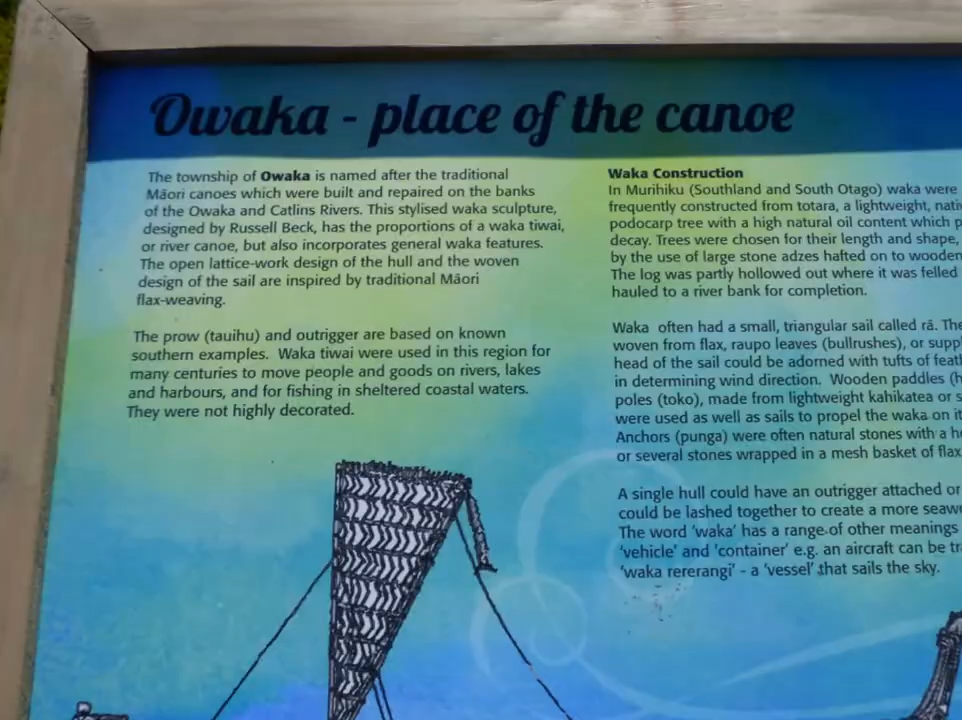 Owaka - place of the canoe
The township of Owaka is named after the traditional
Māori canoes which were built and repaired on the banks
of the Owaka and Catlins Rivers. This stylised waka sculpture,
designed by Russell Beck, has the proportions of a waka tiwai,
or river canoe, but also incorporates general waka features.
The open lattice-work design of the hull and the woven
design of the sail are inspired by traditional Māori
flax-weaving.
The prow (tauihu) and outrigger are based on known
southern examples. Waka tiwai were used in this region for
many centuries to move people and goods on rivers, lakes
and harbours, and for fishing in sheltered coastal waters.
They were not highly decorated.
Waka Construction
In Murihiku (Southland and South Otago) waka were
frequently constructed from totara, a lightweight,
podocarp tree with a high natural oil content which
decay. Trees were chosen for their length and shape,
by the use of large stone adzes hafted on to wooden
The log was partly hollowed out where it was felled
hauled to a river bank for completion.
Waka often had a small, triangular sail called rā.
woven from flax, raupo leaves (bullrushes), or
head of the sail could be adorned with tufts of
in determining wind direction. Wooden paddles
poles (toko), made from lightweight kahikatea or
were used as well as sails to propel the waka on
Anchors (punga) were often natural stones with a
or several stones wrapped in a mesh basket of flax
A single hull could have an outrigger attached or
could be lashed together to create a more
The word 'waka' has a range of other meanings
'vehicle' and 'container' e.g. an aircraft can be
'waka rererangi' - a 'vessel' that sails the sky.